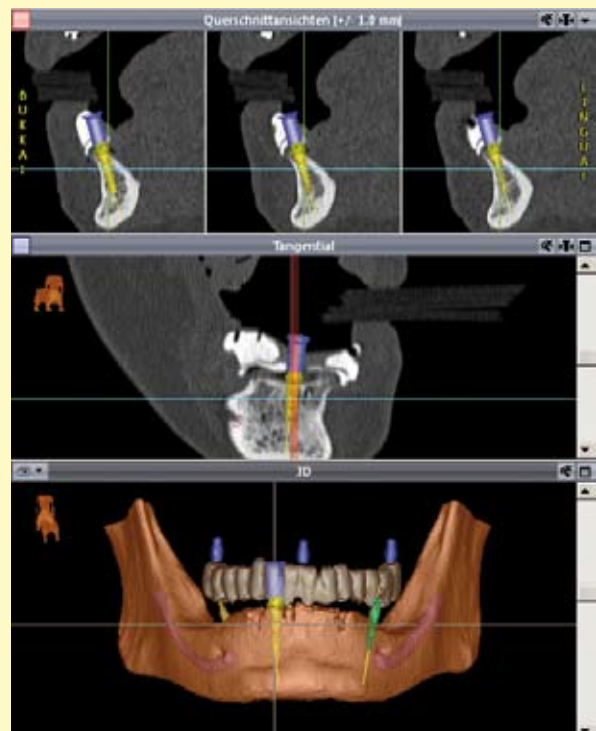 Querschnittansichten (+/- 1.0 mm)
BUKKAL
LINGUAL
Tangential
3D